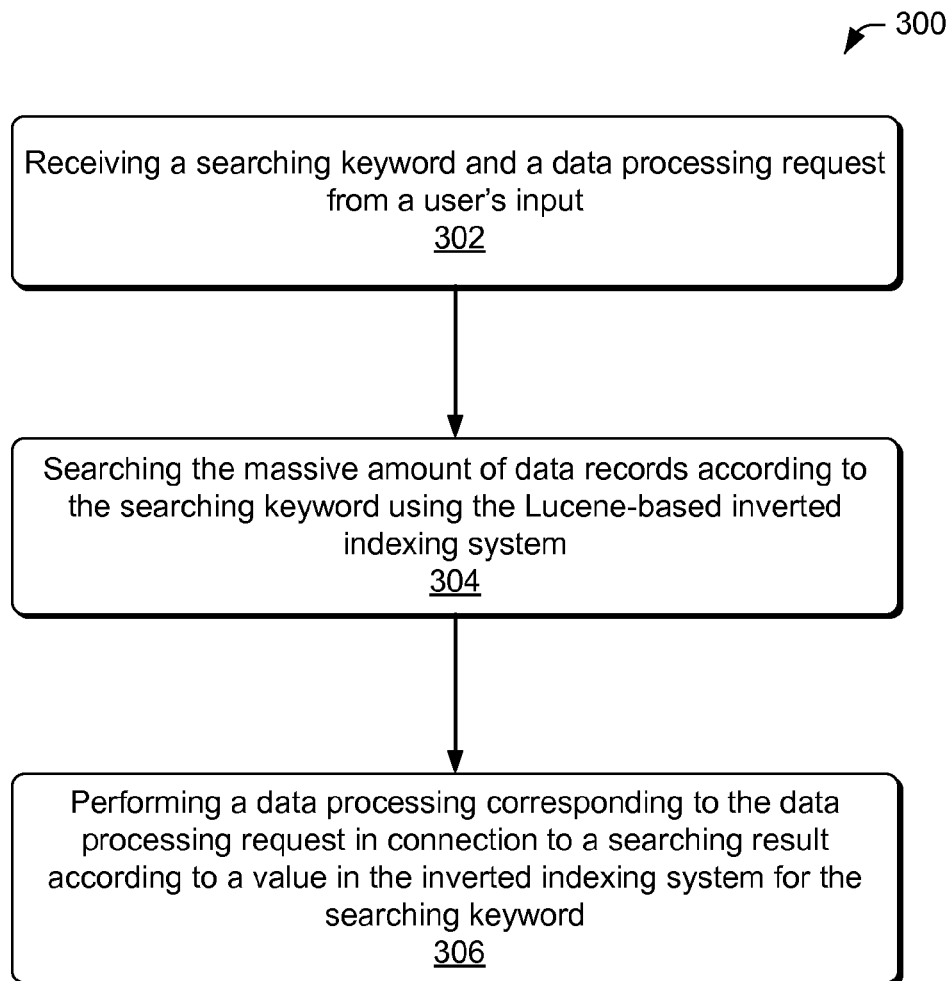 300
Receiving a searching keyword and a data processing request
from a user's input
302
Searching the massive amount of data records according to
the searching keyword using the Lucene-based inverted
indexing system
304
Performing a data processing corresponding to the data
processing request in connection to a searching result
according to a value in the inverted indexing system for the
searching keyword
306